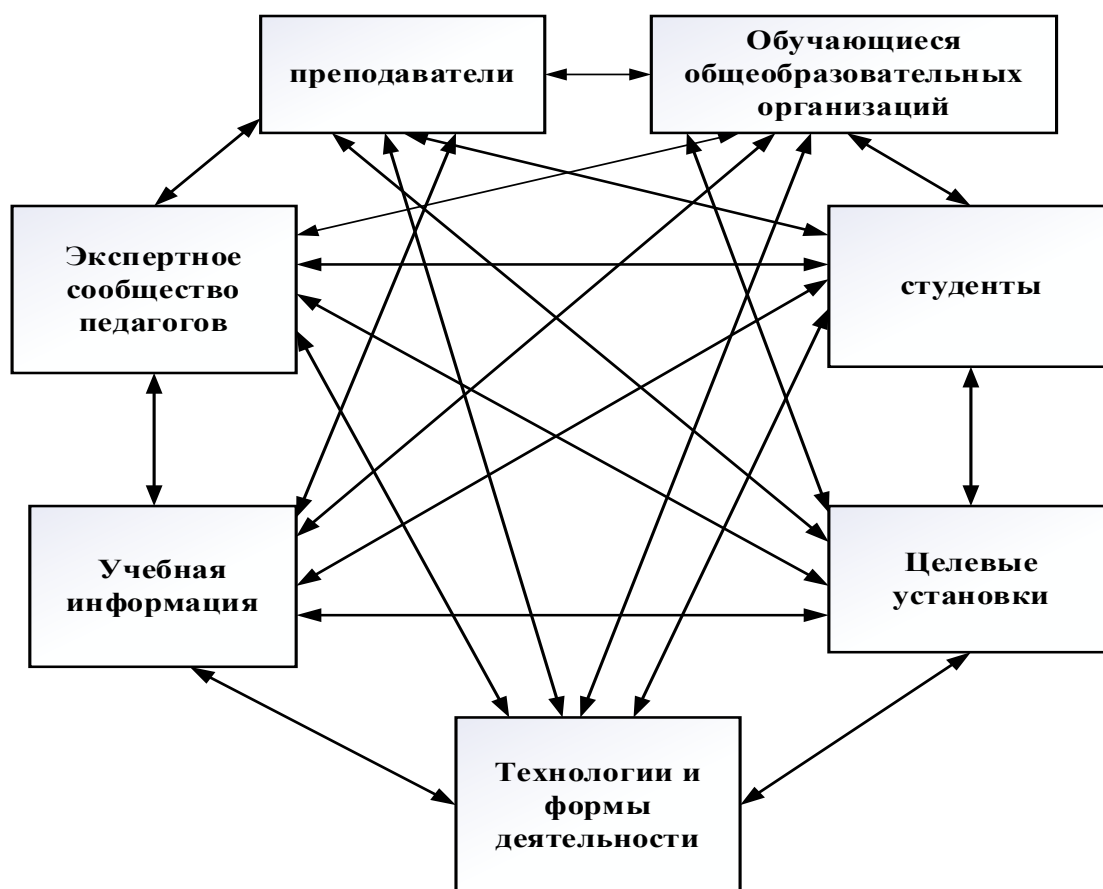 преподаватели
Обучающиеся
общеобразовательных
организаций
Экспертное
сообщество
педагогов
студенты
Учебная
информация
Целевые
установки
Технологии и
формы
деятельности